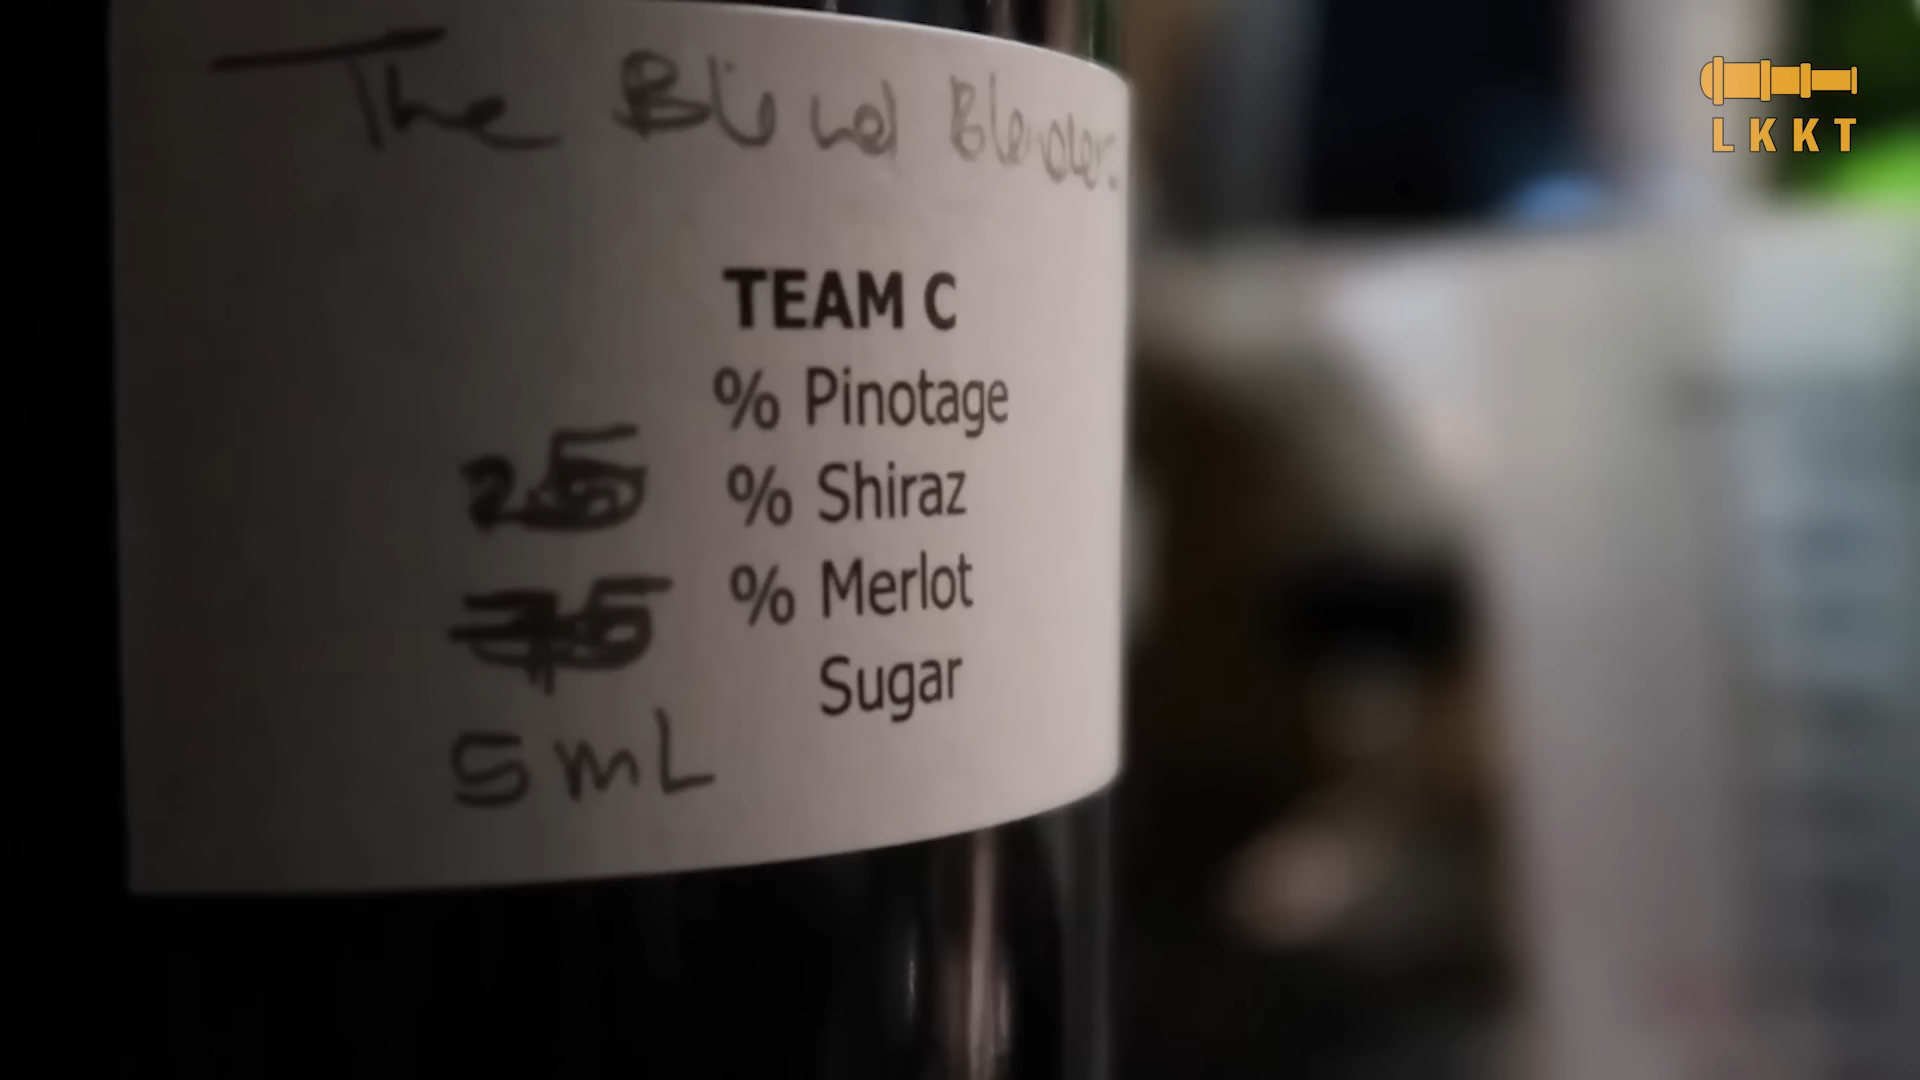 The Blind Blender.
LKKT
TEAM C
% Pinotage
25 % Shiraz
75 % Merlot
5 mL Sugar